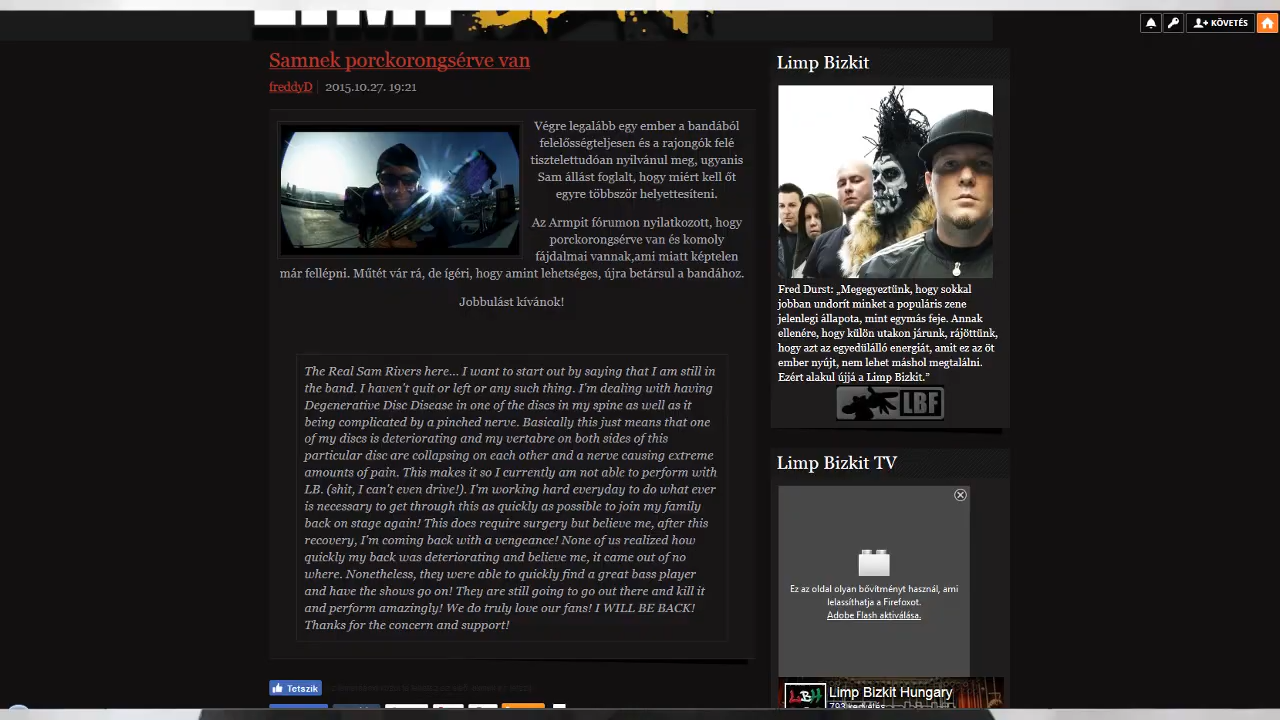 KÖVETÉS
Samnek porckorongsérve van
freddyD 2015.10.27. 19:21
Végre legalább egy ember a bandából
felelősségteljesen és a rajongók felé
tisztelettudóan nyilvánul meg, ugyanis
Sam állást foglalt, hogy miért kell őt
egyre többször helyettesíteni.
Az Armpit fórumon nyilatkozott, hogy
porckorongsérve van és komoly
fájdalmai vannak,ami miatt képtelen
már fellépni. Műtét vár rá, de ígéri, hogy amint lehetséges, újra betársul a bandához.
Jobbulást kívánok!
The Real Sam Rivers here... I want to start out by saying that I am still in
the band. I haven't quit or left or any such thing. I'm dealing with having
Degenerative Disc Disease in one of the discs in my spine as well as it
being complicated by a pinched nerve. Basically this just means that one
of my discs is deteriorating and my vertabre on both sides of this
particular disc are collapsing on each other and a nerve causing extreme
amounts of pain. This makes it so I currently am not able to perform with
LB. (shit, I can't even drive!). I'm working hard everyday to do what ever
is necessary to get through this as quickly as possible to join my family
back on stage again! This does require surgery but believe me, after this
recovery, I'm coming back with a vengeance! None of us realized how
quickly my back was deteriorating and believe me, it came out of no
where. Nonetheless, they were able to quickly find a great bass player
and have the shows go on! They are still going to go out there and kill it
and perform amazingly! We do truly love our fans! I WILL BE BACK!
Thanks for the concern and support!
Tetszik
Limp Bizkit
Fred Durst: „Megegyeztünk, hogy sokkal
jobban undorít minket a populáris zene
jelenlegi állapota, mint egymás feje. Annak
ellenére, hogy külön utakon járunk, rájöttünk,
hogy azt az egyedülálló energiát, amit ez az öt
ember nyújt, nem lehet máshol megtalálni.
Ezért alakul újjá a Limp Bizkit.”
LBF
Limp Bizkit TV
Ez az oldal olyan bővítményt használ, ami
lelassíthatja a Firefoxot.
Adobe Flash aktiválása.
LBH Limp Bizkit Hungary
793 kedvelés